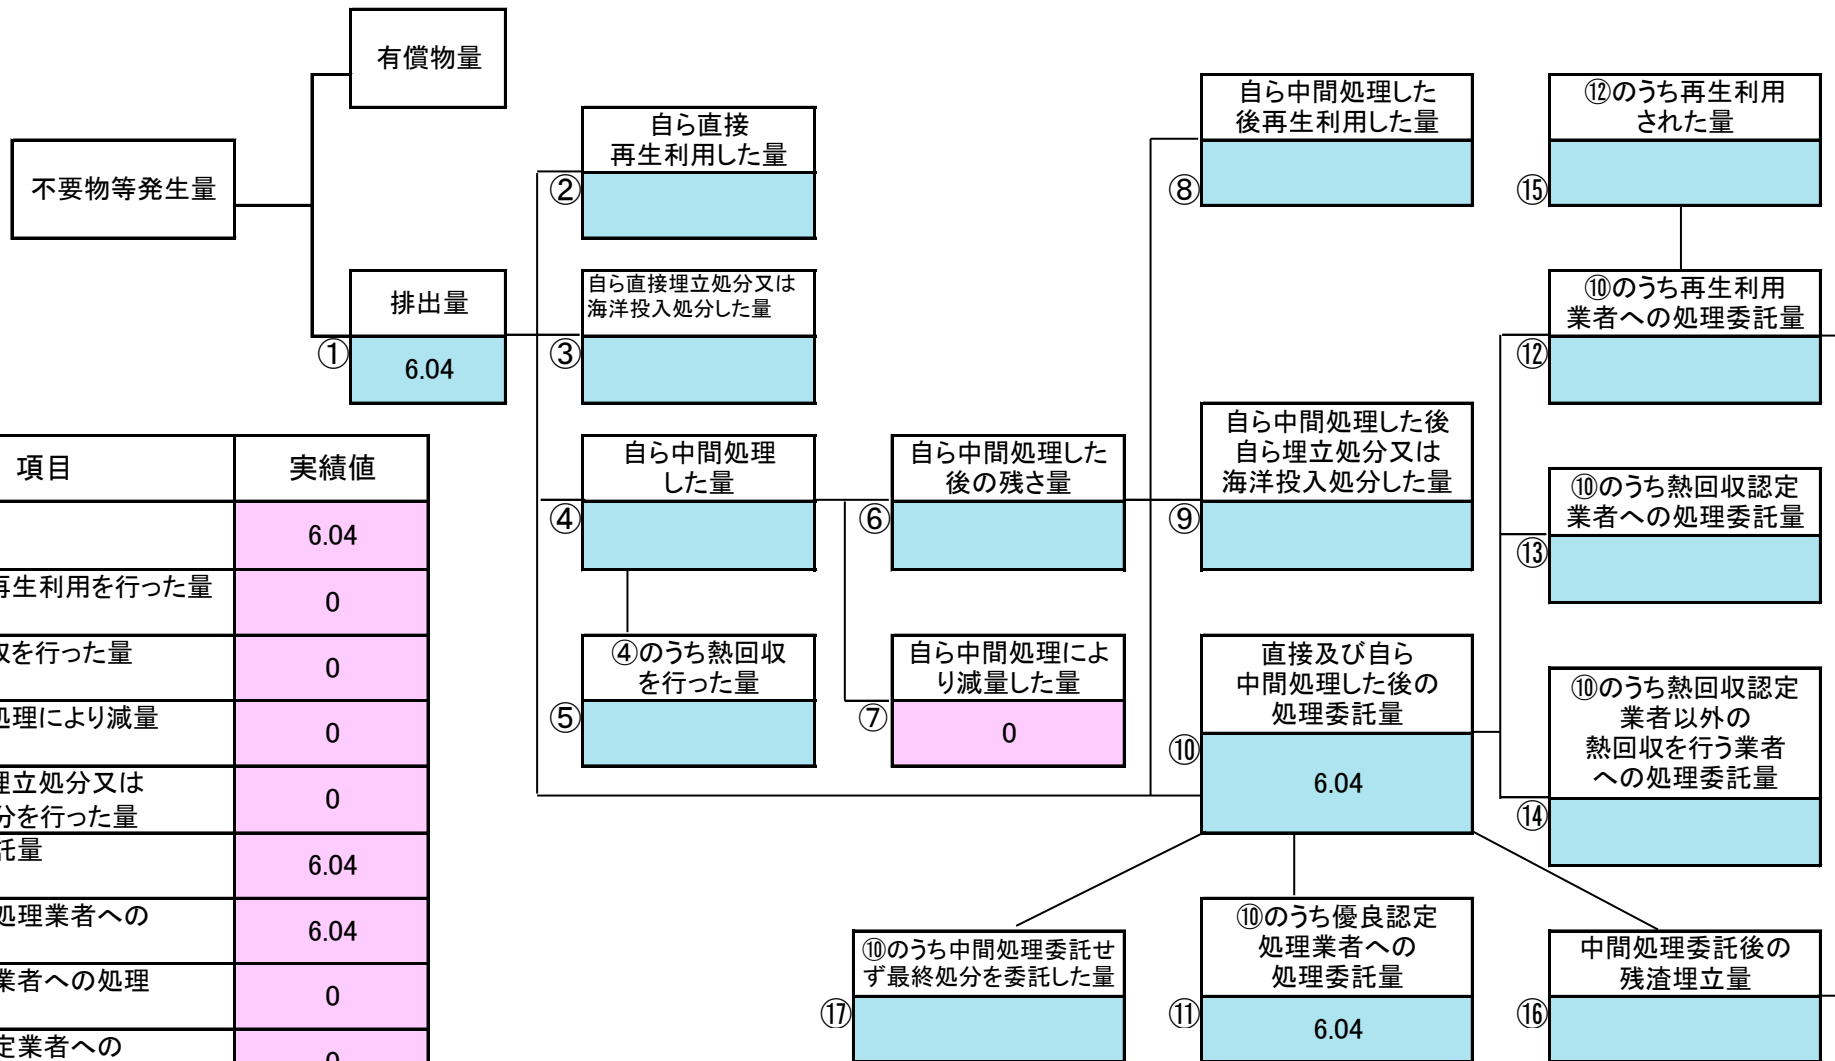 有償物量
不要物等発生量
排出量
①
6.04
自ら直接
再生利用した量
②
自ら直接埋立処分又は
海洋投入処分した量
③
自ら中間処理
した量
④
④のうち熱回収
を行った量
⑤
自ら中間処理した
後の残さ量
⑥
自ら中間処理によ
り減量した量
⑦
0
自ら中間処理した
後再生利用した量
⑧
自ら中間処理した後
自ら埋立処分又は
海洋投入処分した量
⑨
直接及び自ら
中間処理した後の
処理委託量
⑩
6.04
⑩のうち優良認定
処理業者への
処理委託量
⑪
6.04
⑫のうち再生利用
された量
⑮
⑩のうち再生利用
業者への処理委託量
⑫
⑩のうち熱回収認定
業者への処理委託量
⑬
⑩のうち熱回収認定
業者以外の
熱回収を行う業者
への処理委託量
⑭
中間処理委託後の
残渣埋立量
⑯
⑩のうち中間処理委託せ
ず最終処分を委託した量
⑰
項目 実績値
6.04
再生利用を行った量 0
収を行った量 0
処理により減量 0
埋立処分又は
分を行った量 0
託量 6.04
処理業者への 6.04
業者への処理 0
定業者への 0